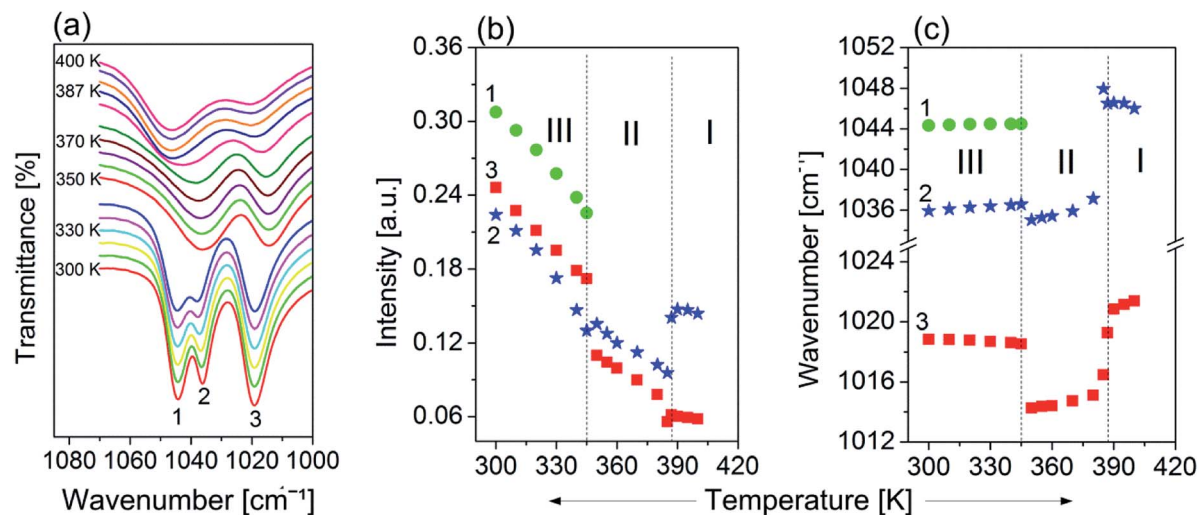 (a)
400 K
387 K
370 K
350 K
330 K
300 K
1
2
3
Transmittance [%]
1080 1060 1040 1020 1000
Wavenumber [cm⁻¹]
(b)
0.36
0.30
0.24
0.18
0.12
0.06
Intensity [a.u.]
1
3
2
III
II
I
300 330 360 390 420
(c)
1052
1048
1044
1040
1036
1024
1020
1016
1012
Wavenumber [cm⁻¹]
1
2
3
III
II
I
300 330 360 390 420
Temperature [K]